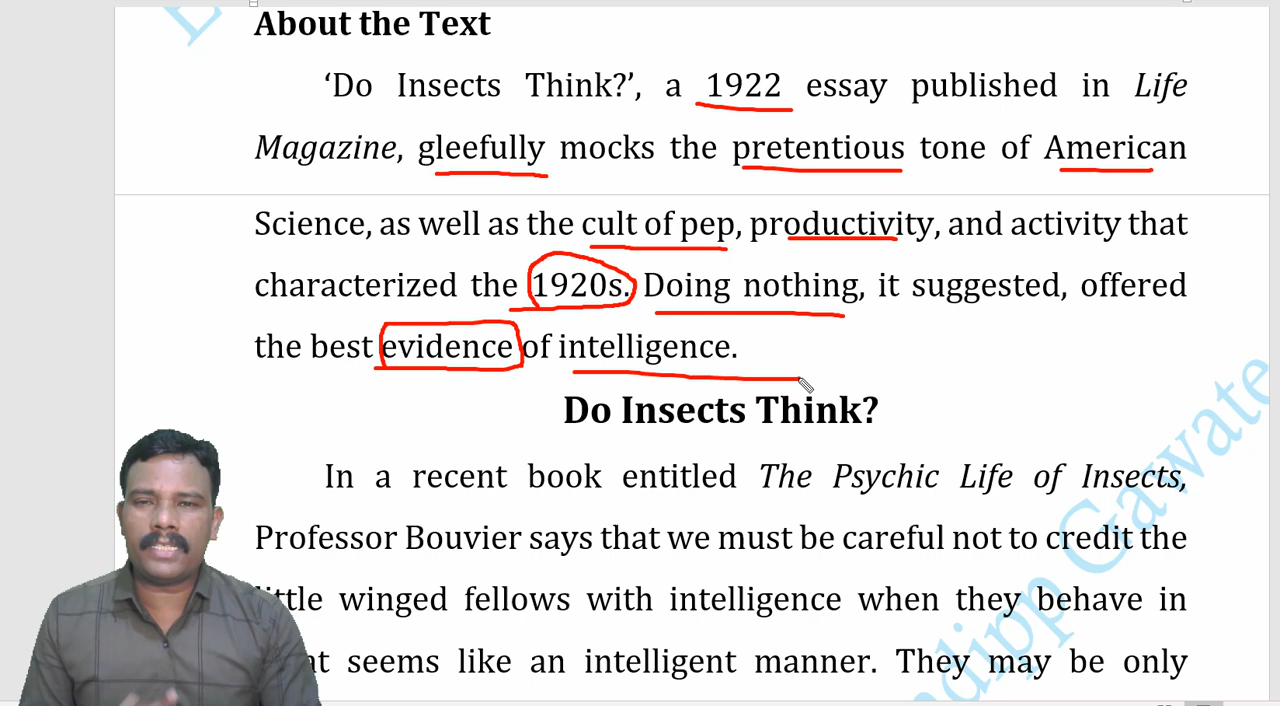 About the Text
‘Do Insects Think?’, a 1922 essay published in Life
Magazine, gleefully mocks the pretentious tone of American
Science, as well as the cult of pep, productivity, and activity that
characterized the 1920s. Doing nothing, it suggested, offered
the best evidence of intelligence.
Do Insects Think?
In a recent book entitled The Psychic Life of Insects,
Professor Bouvier says that we must be careful not to credit the
little winged fellows with intelligence when they behave in
seems like an intelligent manner. They may be only
Gawate